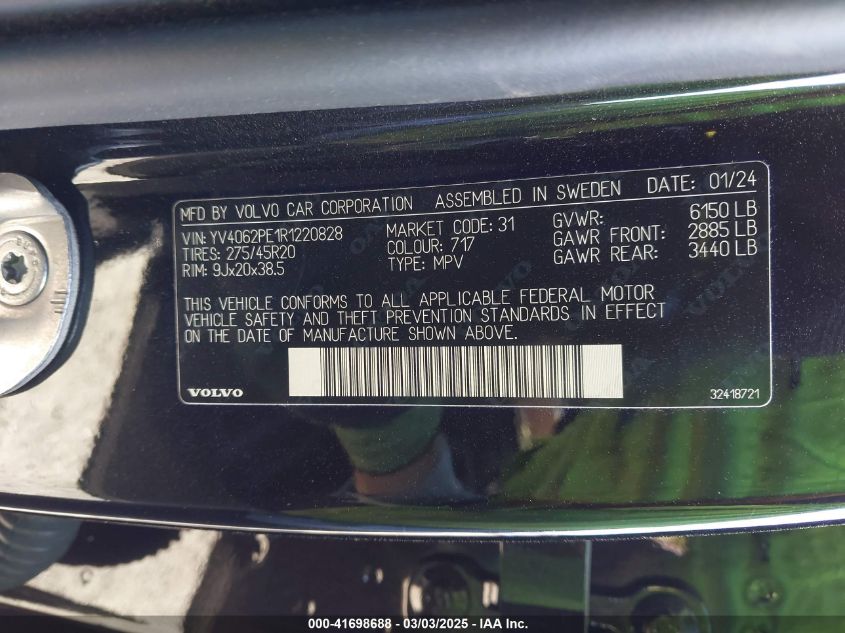 MFD BY VOLVO CAR CORPORATION ASSEMBLED IN SWEDEN DATE: 01/24
VIN: YV4062PE1R1220828 MARKET CODE: 31 GVWR: 6150 LB
TIRES: 275/45R20 COLOUR: 717 GAWR FRONT: 2885 LB
RIM: 9Jx20x38.5 TYPE: MPV GAWR REAR: 3440 LB
THIS VEHICLE CONFORMS TO ALL APPLICABLE FEDERAL MOTOR
VEHICLE SAFETY AND THEFT PREVENTION STANDARDS IN EFFECT
ON THE DATE OF MANUFACTURE SHOWN ABOVE.
VOLVO 32418721
000-41698688 - 03/03/2025 - IAA Inc.